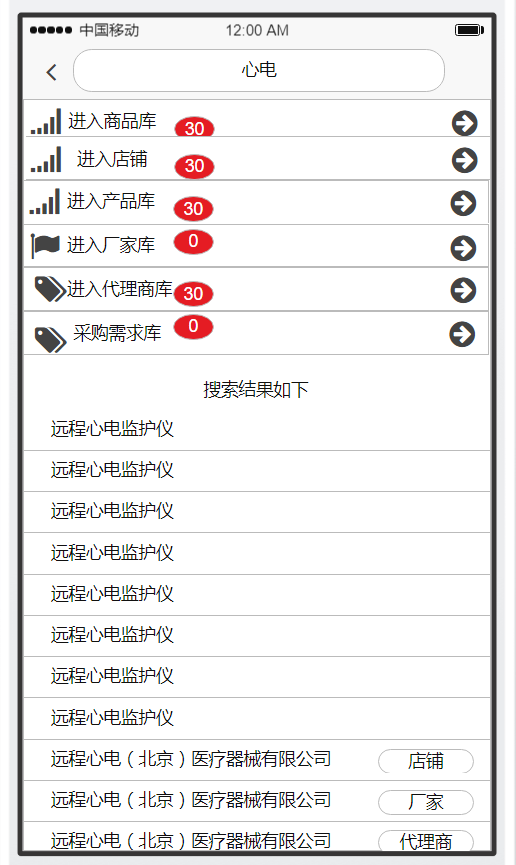 中国移动 12:00 AM
心电
进入商品库 30
进入店铺 30
进入产品库 30
进入厂家库 0
进入代理商库 30
采购需求库 0
搜索结果如下
远程心电监护仪
远程心电监护仪
远程心电监护仪
远程心电监护仪
远程心电监护仪
远程心电监护仪
远程心电监护仪
远程心电监护仪
远程心电（北京）医疗器械有限公司 店铺
远程心电（北京）医疗器械有限公司 厂家
远程心电（北京）医疗器械有限公司 代理商